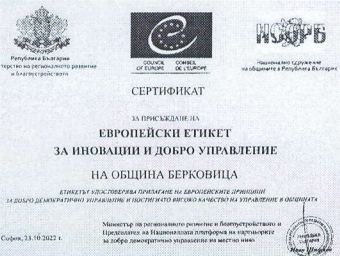 Република България
терство на регионалното развитие
и благоустройството
COUNCIL OF EUROPE
CONSEIL DE L'EUROPE
НСОРБ
Национално сдружение
на общините в Република България
СЕРТИФИКАТ
ЗА ПРИСЪЖДАНЕ НА
ЕВРОПЕЙСКИ ЕТИКЕТ
ЗА ИНОВАЦИИ И ДОБРО УПРАВЛЕНИЕ
НА ОБЩИНА БЕРКОВИЦА
ЕТИКЕТЪТ УДОСТОВЕРЯВА ПРИЛАГАНЕ НА ЕВРОПЕЙСКИТЕ ПРИНЦИПИ
ЗА ДОБРО ДЕМОКРАТИЧНО УПРАВЛЕНИЕ И ПОСТИГНАТО ВИСОКО КАЧЕСТВО НА УПРАВЛЕНИЕ В ОБЩИНАТА
Министър на регионалното развитие и благоустройството и
Председател на Националната платформа на партньорите
за добро демократично управление на местно ниво
София, 23.10.2022 г.